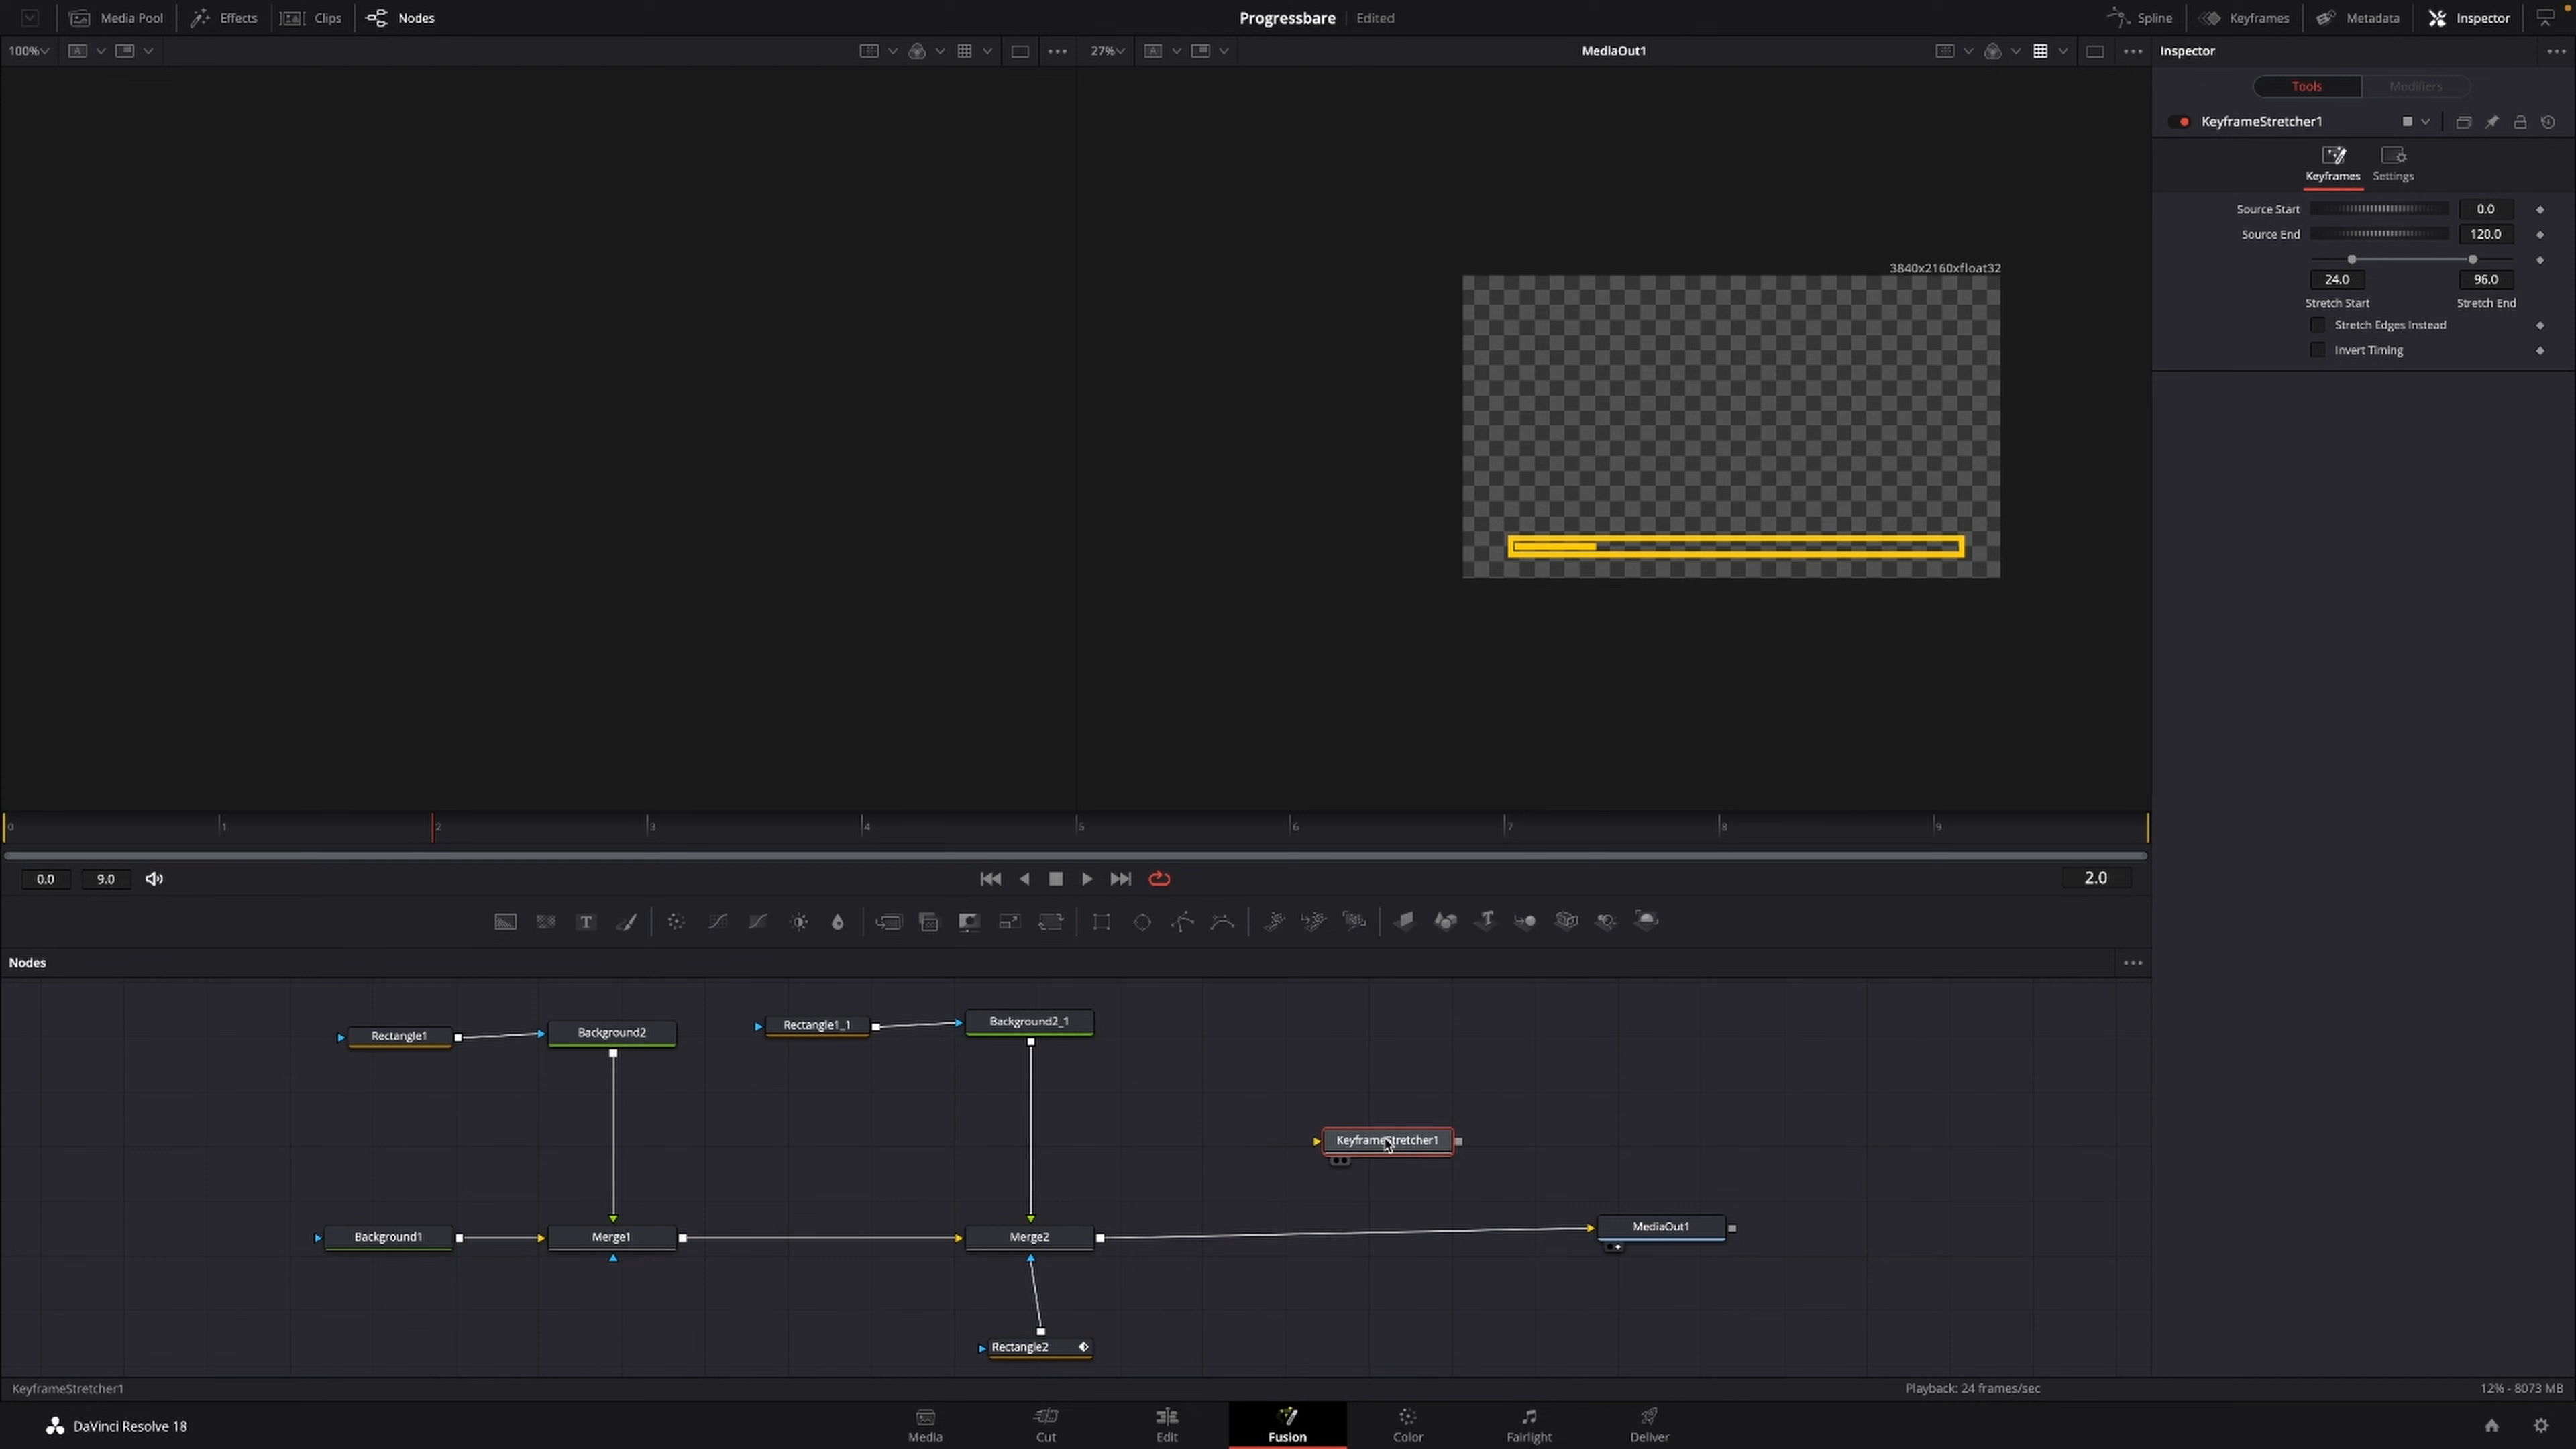 Media Pool Effects Clips Nodes Progressbare Edited Spline Keyframes Metadata Inspector
100% 27% MediaOut1 Inspector
Tools Modifiers
KeyframeStretcher1
Keyframes Settings
Source Start 0.0
Source End 120.0
24.0 96.0
Stretch Start Stretch End
Stretch Edges Instead
Invert Timing
3840x2160xfloat32
0 1 2 3 4 5 6 7 8 9
0.0 9.0 2.0
Nodes
Rectangle1 Background2 Rectangle1_1 Background2_1
KeyframeStretcher1
Background1 Merge1 Merge2 MediaOut1
Rectangle2
KeyframeStretcher1 Playback: 24 frames/sec 12% - 8073 MB
DaVinci Resolve 18 Media Cut Edit Fusion Color Fairlight Deliver